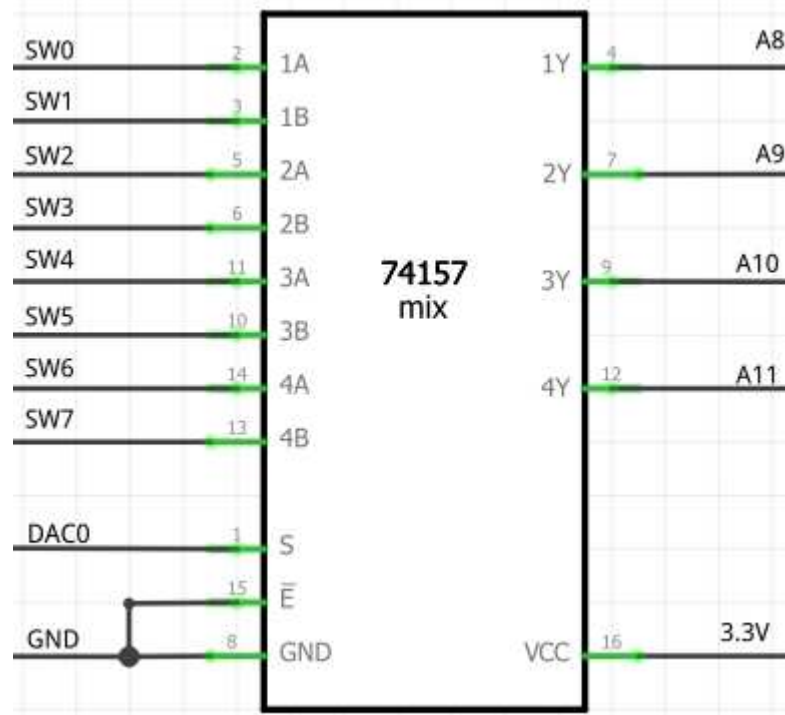 SW0 2 1A 1Y 4 A8
SW1 3 1B
SW2 5 2A 2Y 7 A9
SW3 6 2B
SW4 11 3A 74157 3Y 9 A10
mix
SW5 10 3B
SW6 14 4A 4Y 12 A11
SW7 13 4B
DAC0 1 S
15 E̅
GND 8 GND VCC 16 3.3V